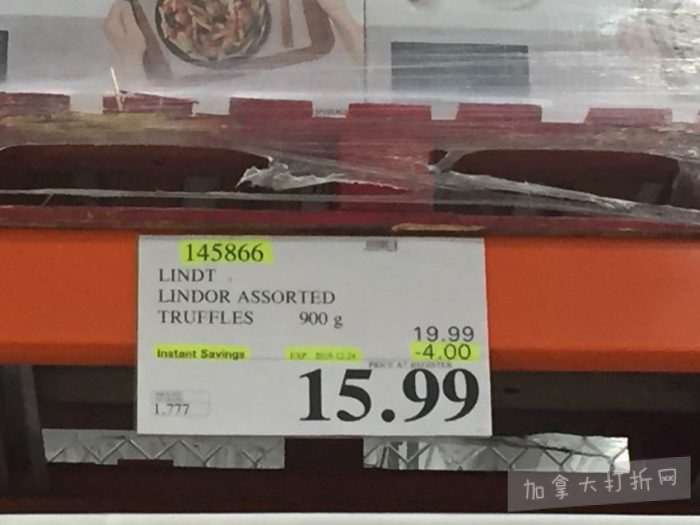 145866
LINDT
LINDOR ASSORTED
TRUFFLES 900 g
19.99
Instant Savings EXP. -4.00
PRICE AT REGISTER
15.99
1.777
加拿大打折网